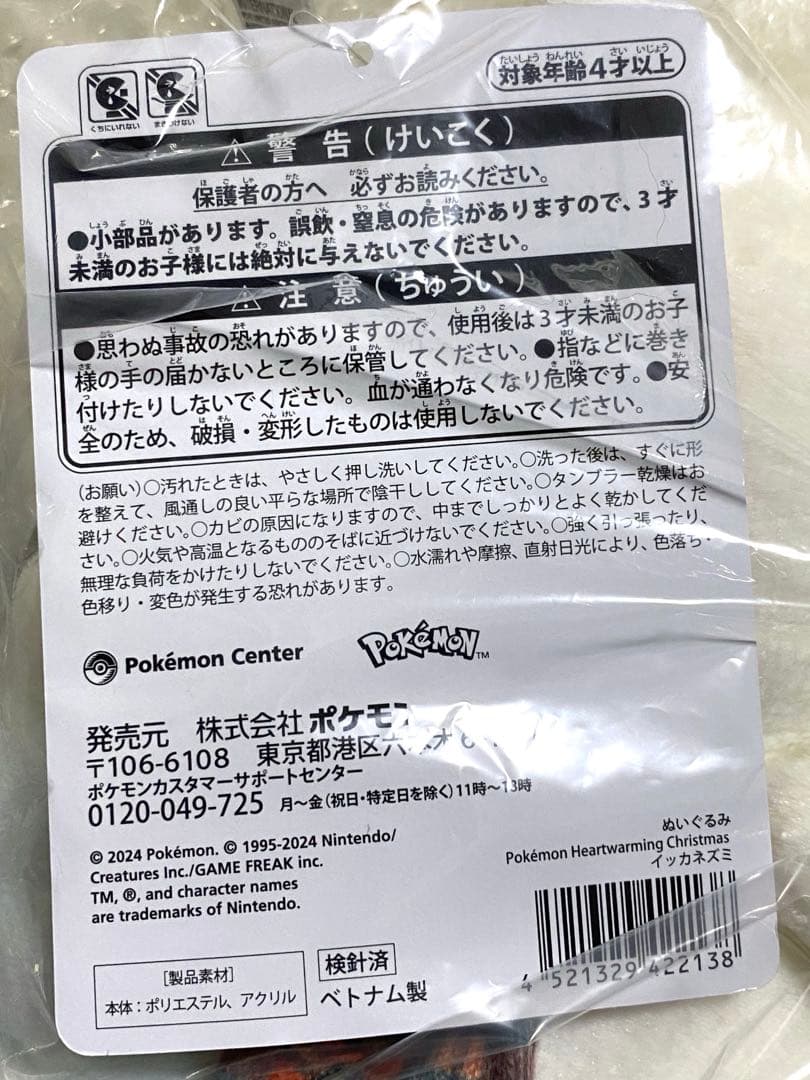 対象年齢4才以上
くちにいれない
警告(けいこく)
保護者の方へ 必ずお読みください。
●小部品があります。誤飲・窒息の危険がありますので、3才
未満のお子様には絶対に与えないでください。
注意(ちゅうい)
●思わぬ事故の恐れがありますので、使用後は3才未満のお子
様の手の届かないところに保管してください。●指などに巻き
付けたりしないでください。血が通わなくなり危険です。●安
全のため、破損・変形したものは使用しないでください。
(お願い)○汚れたときは、やさしく押し洗いしてください。○洗った後は、すぐに形
を整えて、風通しの良い平らな場所で陰干ししてください。○タンブラー乾燥はお
避けください。○カビの原因になりますので、中までしっかりとよく乾かしてくだ
さい。○火気や高温となるもののそばに近づけないでください。○強く引っ張ったり、
無理な負荷をかけたりしないでください。○水濡れや摩擦、直射日光により、色落ち・
色移り・変色が発生する恐れがあります。
Pokémon Center
POKÉMON™
発売元 株式会社ポケモン
〒106-6108 東京都港区六本木6-
ポケモンカスタマーサポートセンター
0120-049-725 月〜金(祝日・特定日を除く)11時〜13時
© 2024 Pokémon. © 1995-2024 Nintendo/
Creatures Inc./GAME FREAK inc.
TM, ®, and character names
are trademarks of Nintendo.
ぬいぐるみ
Pokémon Heartwarming Christmas
イッカネズミ
4 521329 422138
[製品素材]
本体:ポリエステル、アクリル
検針済
ベトナム製